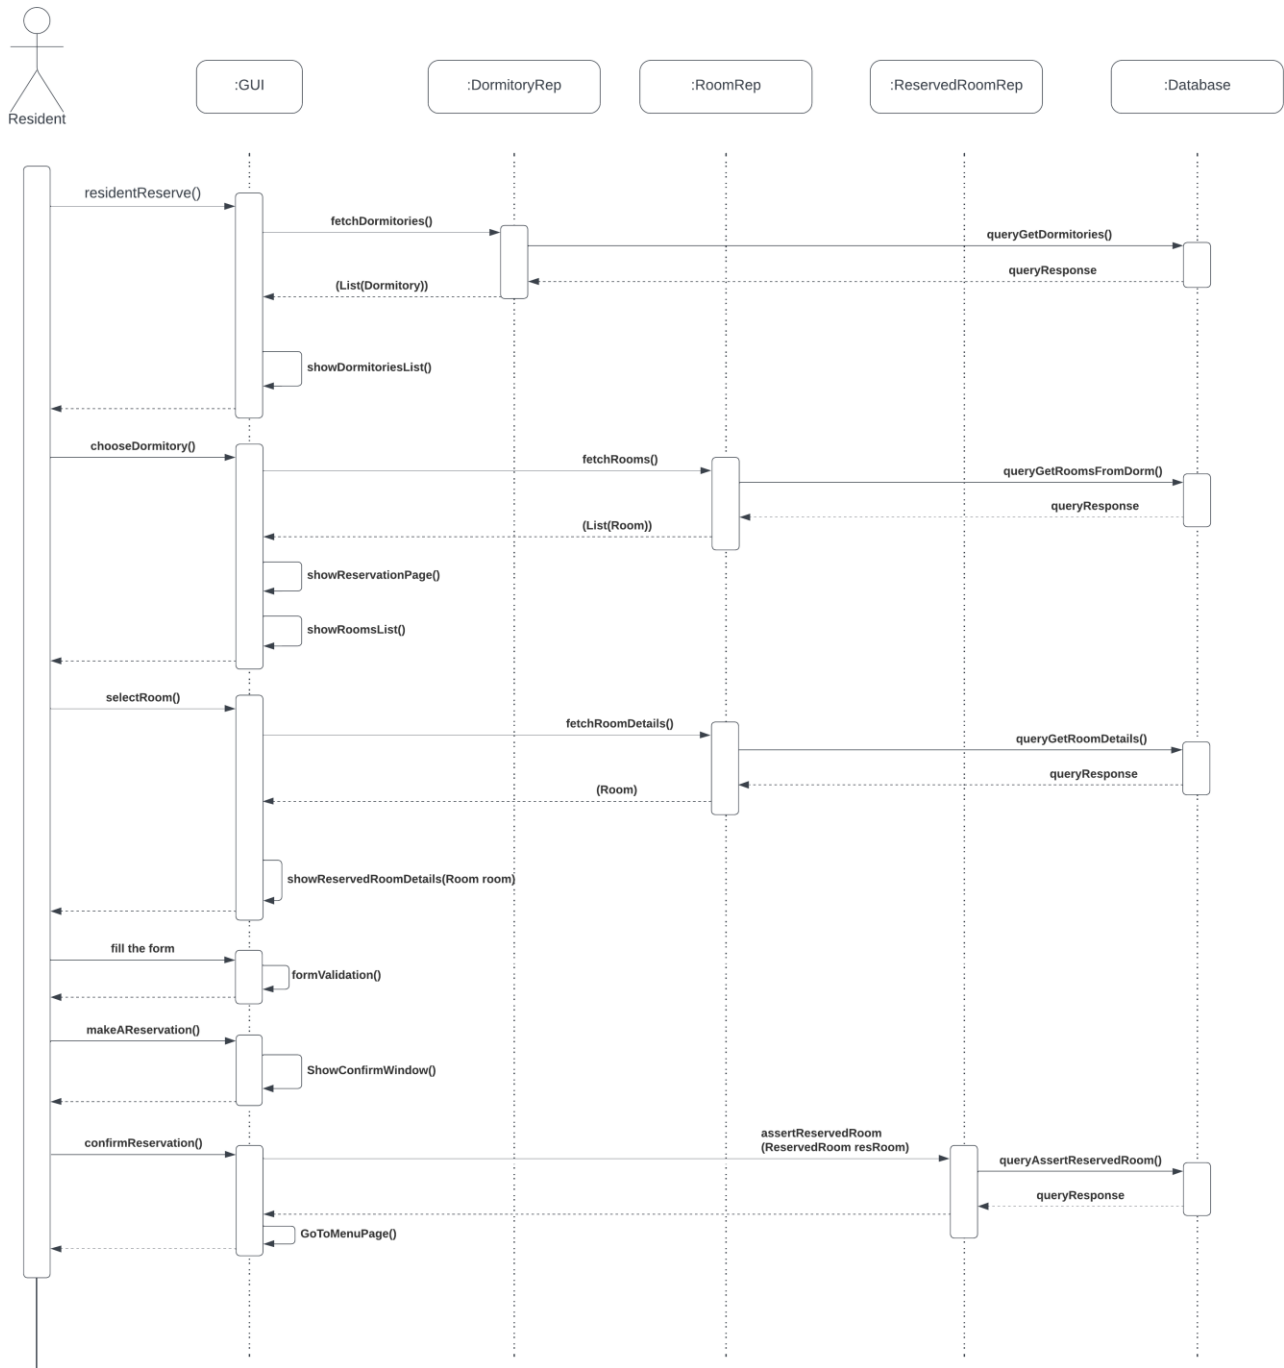 Resident
:GUI
:DormitoryRep
:RoomRep
:ReservedRoomRep
:Database
residentReserve()
fetchDormitories()
queryGetDormitories()
queryResponse
(List(Dormitory))
showDormitoriesList()
chooseDormitory()
fetchRooms()
queryGetRoomsFromDorm()
queryResponse
(List(Room))
showReservationPage()
showRoomsList()
selectRoom()
fetchRoomDetails()
queryGetRoomDetails()
queryResponse
(Room)
showReservedRoomDetails(Room room)
fill the form
formValidation()
makeAReservation()
ShowConfirmWindow()
confirmReservation()
assertReservedRoom
(ReservedRoom resRoom)
queryAssertReservedRoom()
queryResponse
GoToMenuPage()